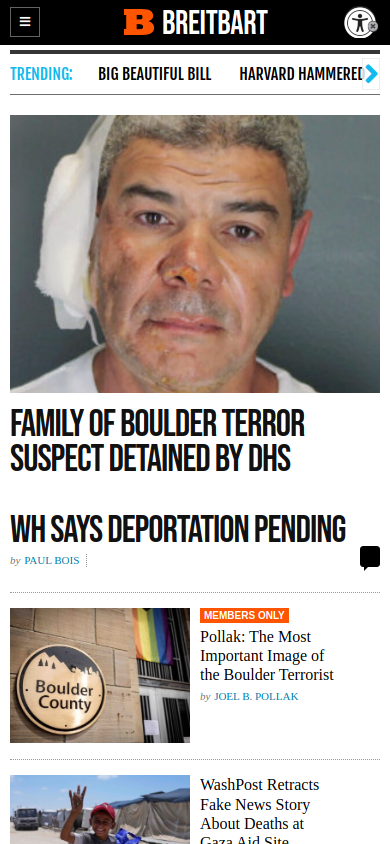 BREITBART
TRENDING:
BIG BEAUTIFUL BILL
HARVARD HAMMERED
FAMILY OF BOULDER TERROR
SUSPECT DETAINED BY DHS
WH SAYS DEPORTATION PENDING
by PAUL BOIS
Boulder
County
MEMBERS ONLY
Pollak: The Most
Important Image of
the Boulder Terrorist
by JOEL B. POLLAK
WashPost Retracts
Fake News Story
About Deaths at
Gaza Aid Site